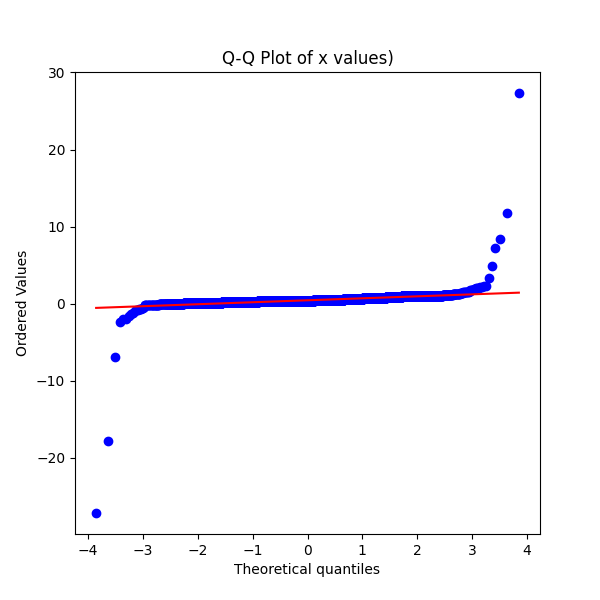 Q-Q Plot of x values)
30
20
10
0
−10
−20
Ordered Values
−4 −3 −2 −1 0 1 2 3 4
Theoretical quantiles